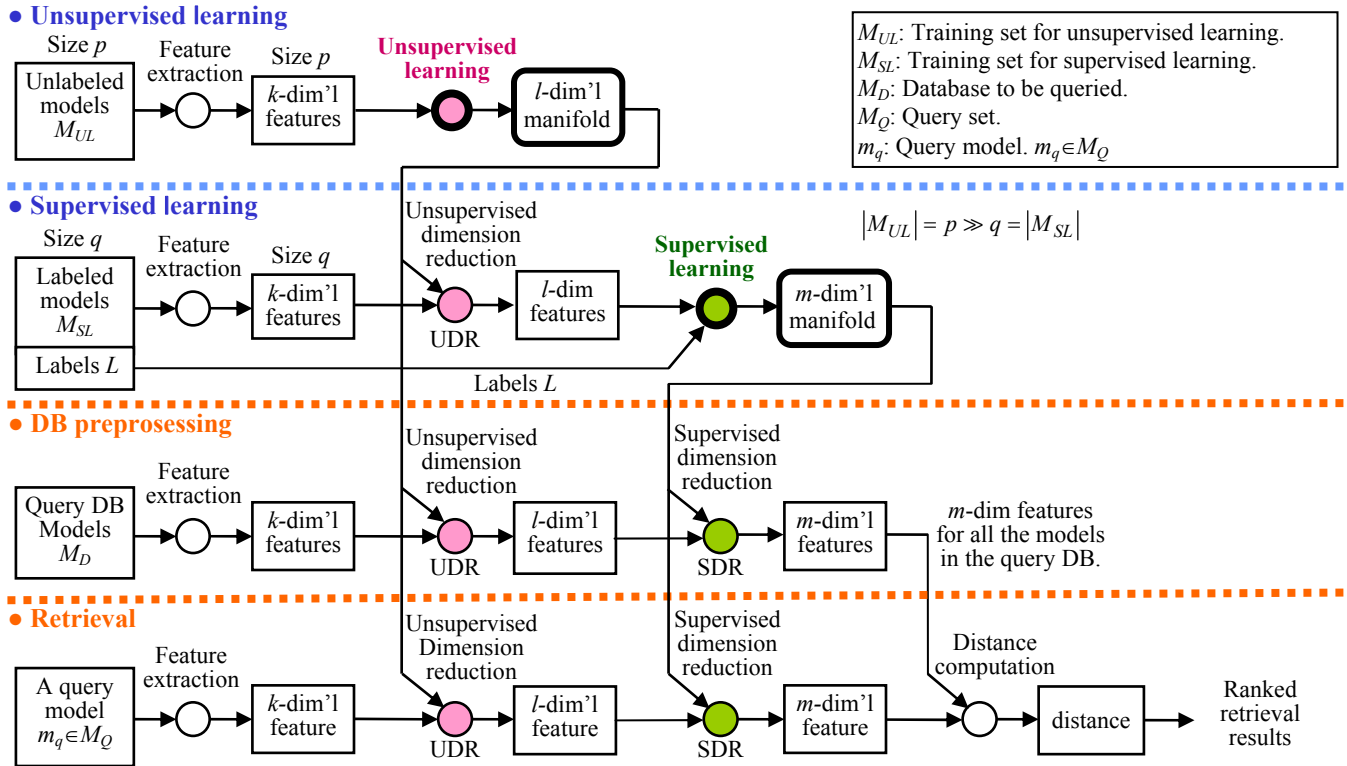 ● Unsupervised learning
Size p
Unlabeled
models
M_UL
Feature
extraction
Size p
k-dim’l
features
Unsupervised
learning
l-dim’l
manifold
M_UL: Training set for unsupervised learning.
M_SL: Training set for supervised learning.
M_D: Database to be queried.
M_Q: Query set.
m_q: Query model. m_q∈M_Q
● Supervised learning
Size q
Labeled
models
M_SL
Labels L
Feature
extraction
Size q
k-dim’l
features
Unsupervised
dimension
reduction
UDR
l-dim
features
Labels L
Supervised
learning
m-dim’l
manifold
|M_UL| = p ≫ q = |M_SL|
● DB preprosessing
Query DB
Models
M_D
Feature
extraction
k-dim’l
features
Unsupervised
dimension
reduction
UDR
l-dim’l
features
Supervised
dimension
reduction
SDR
m-dim’l
features
m-dim features
for all the models
in the query DB.
● Retrieval
A query
model
m_q∈M_Q
Feature
extraction
k-dim’l
feature
Unsupervised
Dimension
reduction
UDR
l-dim’l
feature
Supervised
dimension
reduction
SDR
m-dim’l
feature
Distance
computation
distance
Ranked
retrieval
results